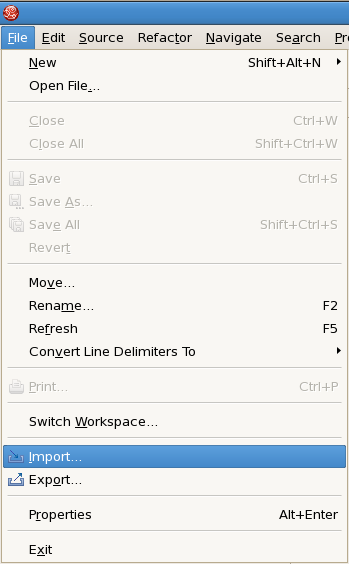 File Edit Source Refactor Navigate Search Pr
New Shift+Alt+N
Open File...
Close Ctrl+W
Close All Shift+Ctrl+W
Save Ctrl+S
Save As...
Save All Shift+Ctrl+S
Revert
Move...
Rename... F2
Refresh F5
Convert Line Delimiters To
Print... Ctrl+P
Switch Workspace...
Import...
Export...
Properties Alt+Enter
Exit